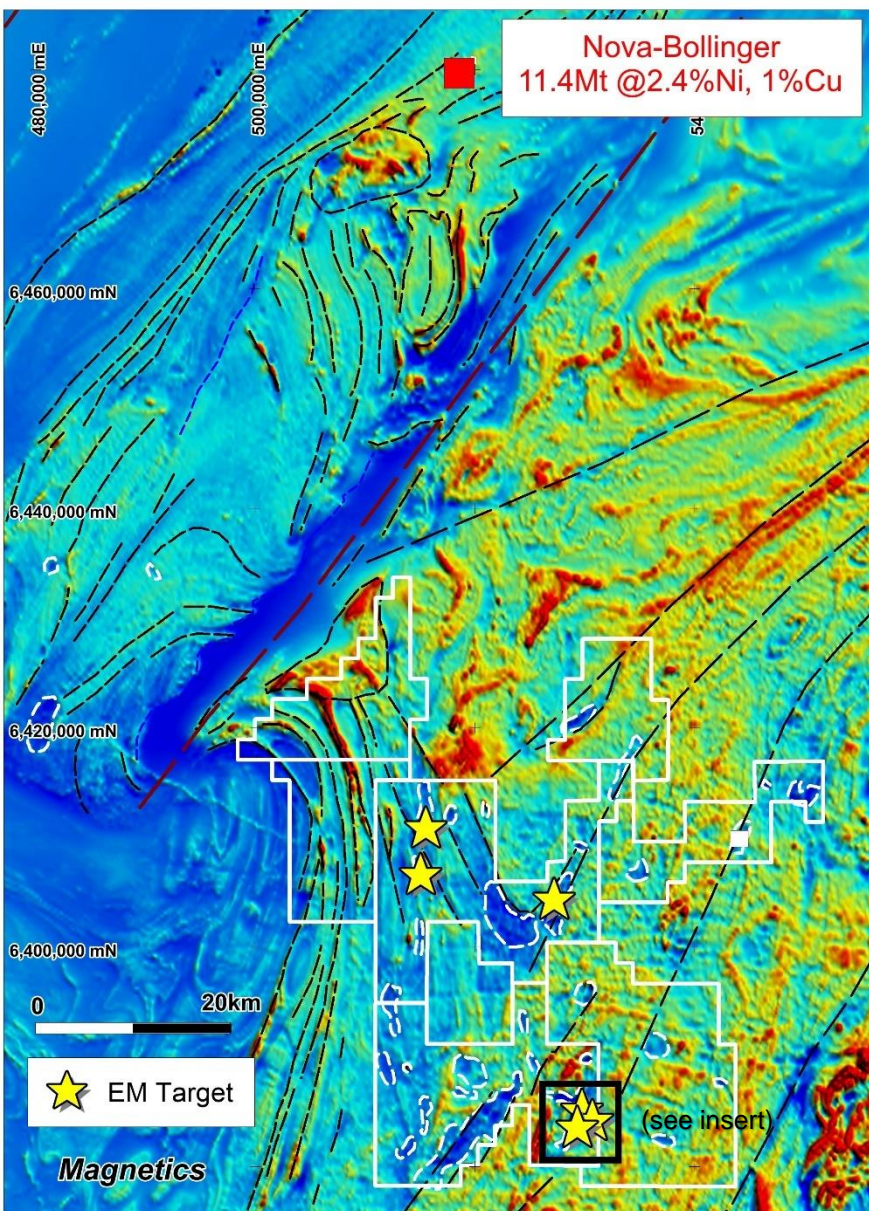 Nova-Bollinger
11.4Mt @2.4%Ni, 1%Cu
480,000 mE
500,000 mE
54
6,460,000 mN
6,440,000 mN
6,420,000 mN
6,400,000 mN
0 20km
EM Target
(see insert)
Magnetics